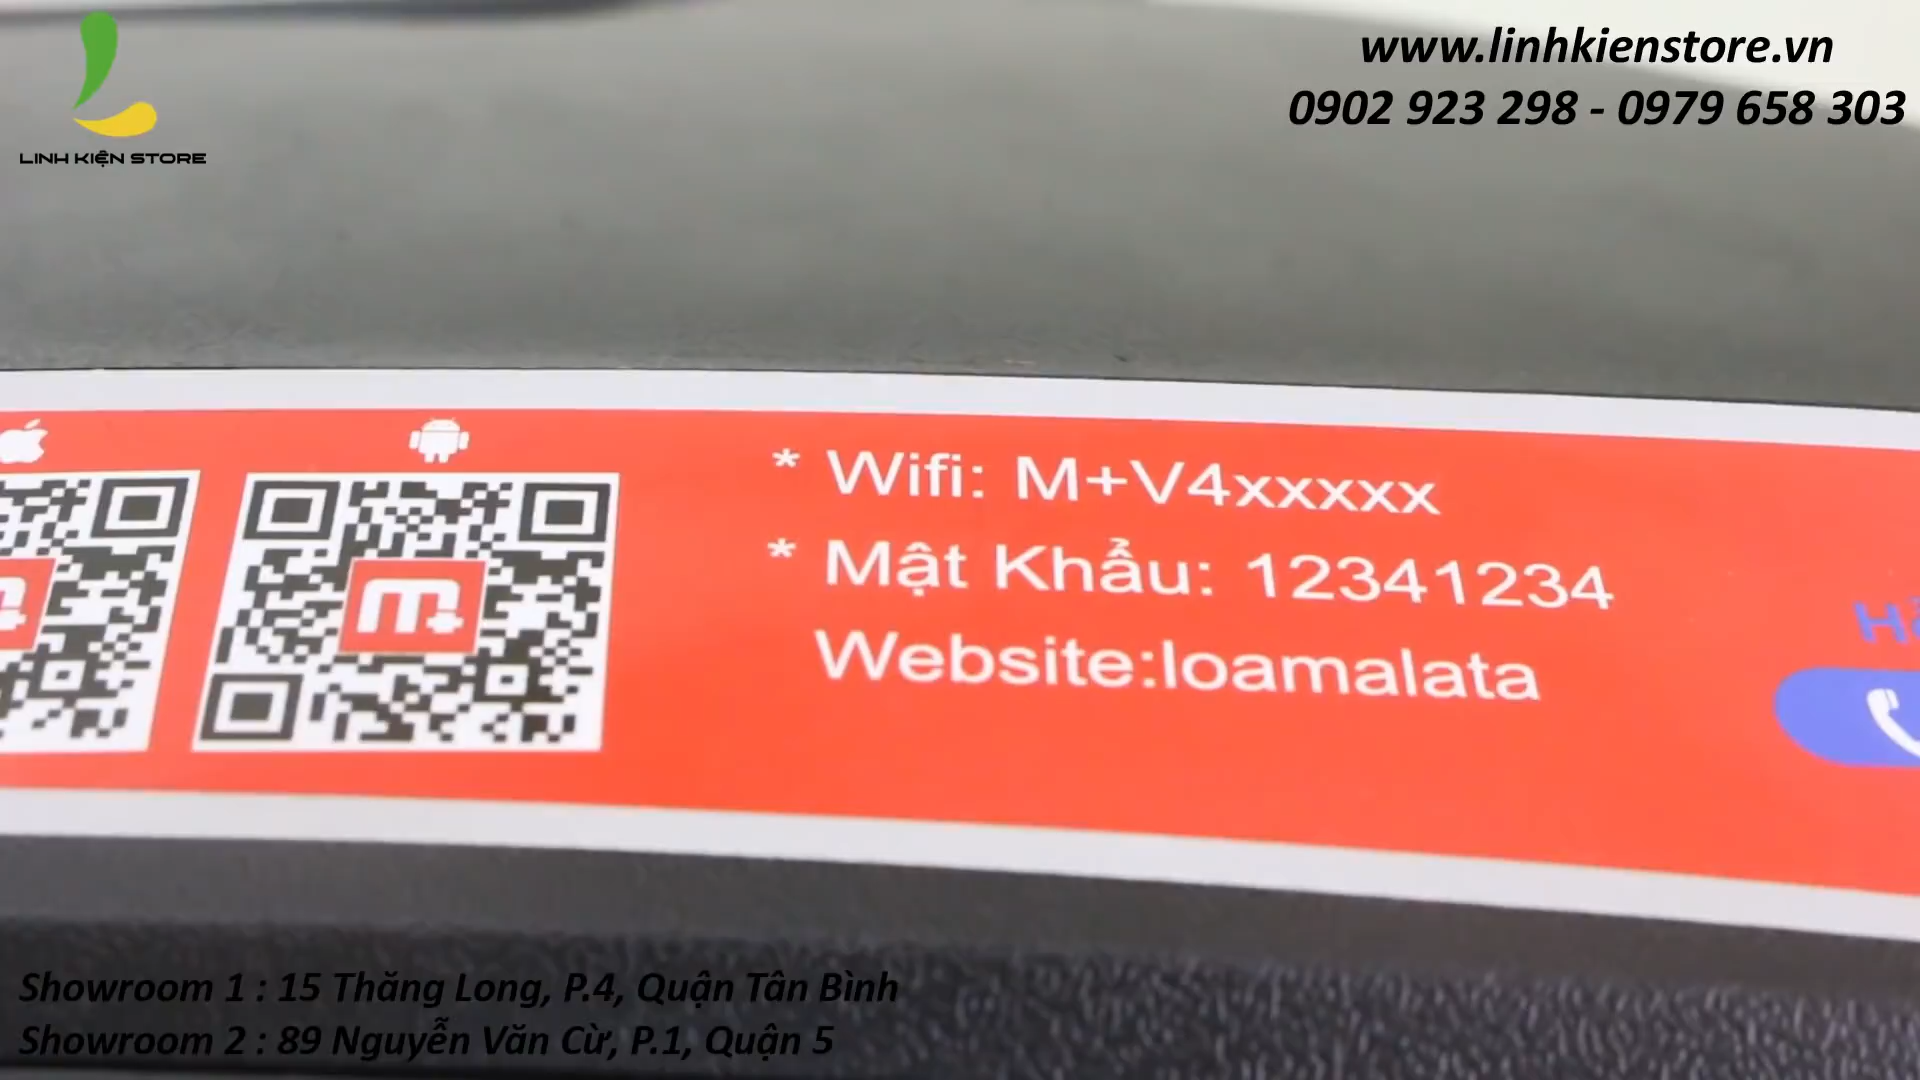 LINH KIỆN STORE
www.linhkienstore.vn
0902 923 298 - 0979 658 303
* Wifi: M+V4xxxxx
* Mật Khẩu: 12341234
Website:loamalata
m+
Showroom 1 : 15 Thăng Long, P.4, Quận Tân Bình
Showroom 2 : 89 Nguyễn Văn Cừ, P.1, Quận 5